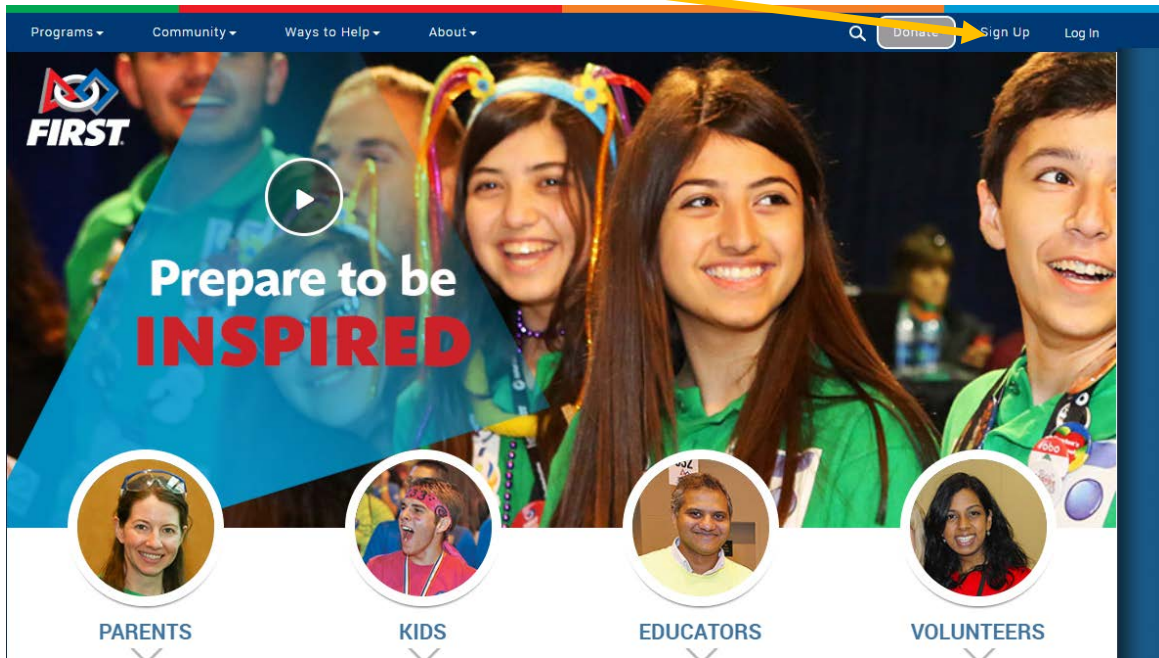 Programs Community Ways to Help About Donate Sign Up Log In
FIRST
Prepare to be
INSPIRED
PARENTS KIDS EDUCATORS VOLUNTEERS